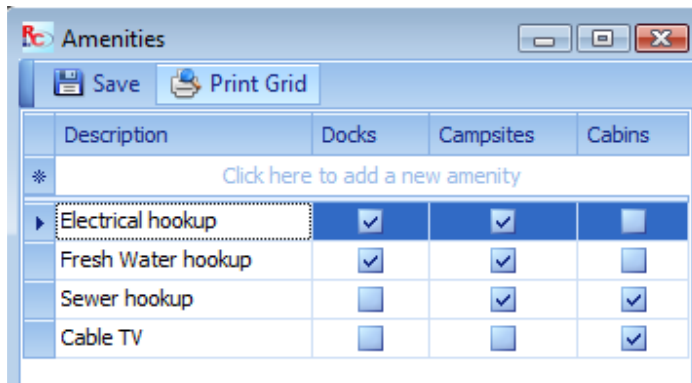 RC Amenities
Save Print Grid
Description Docks Campsites Cabins
Click here to add a new amenity
Electrical hookup
Fresh Water hookup
Sewer hookup
Cable TV